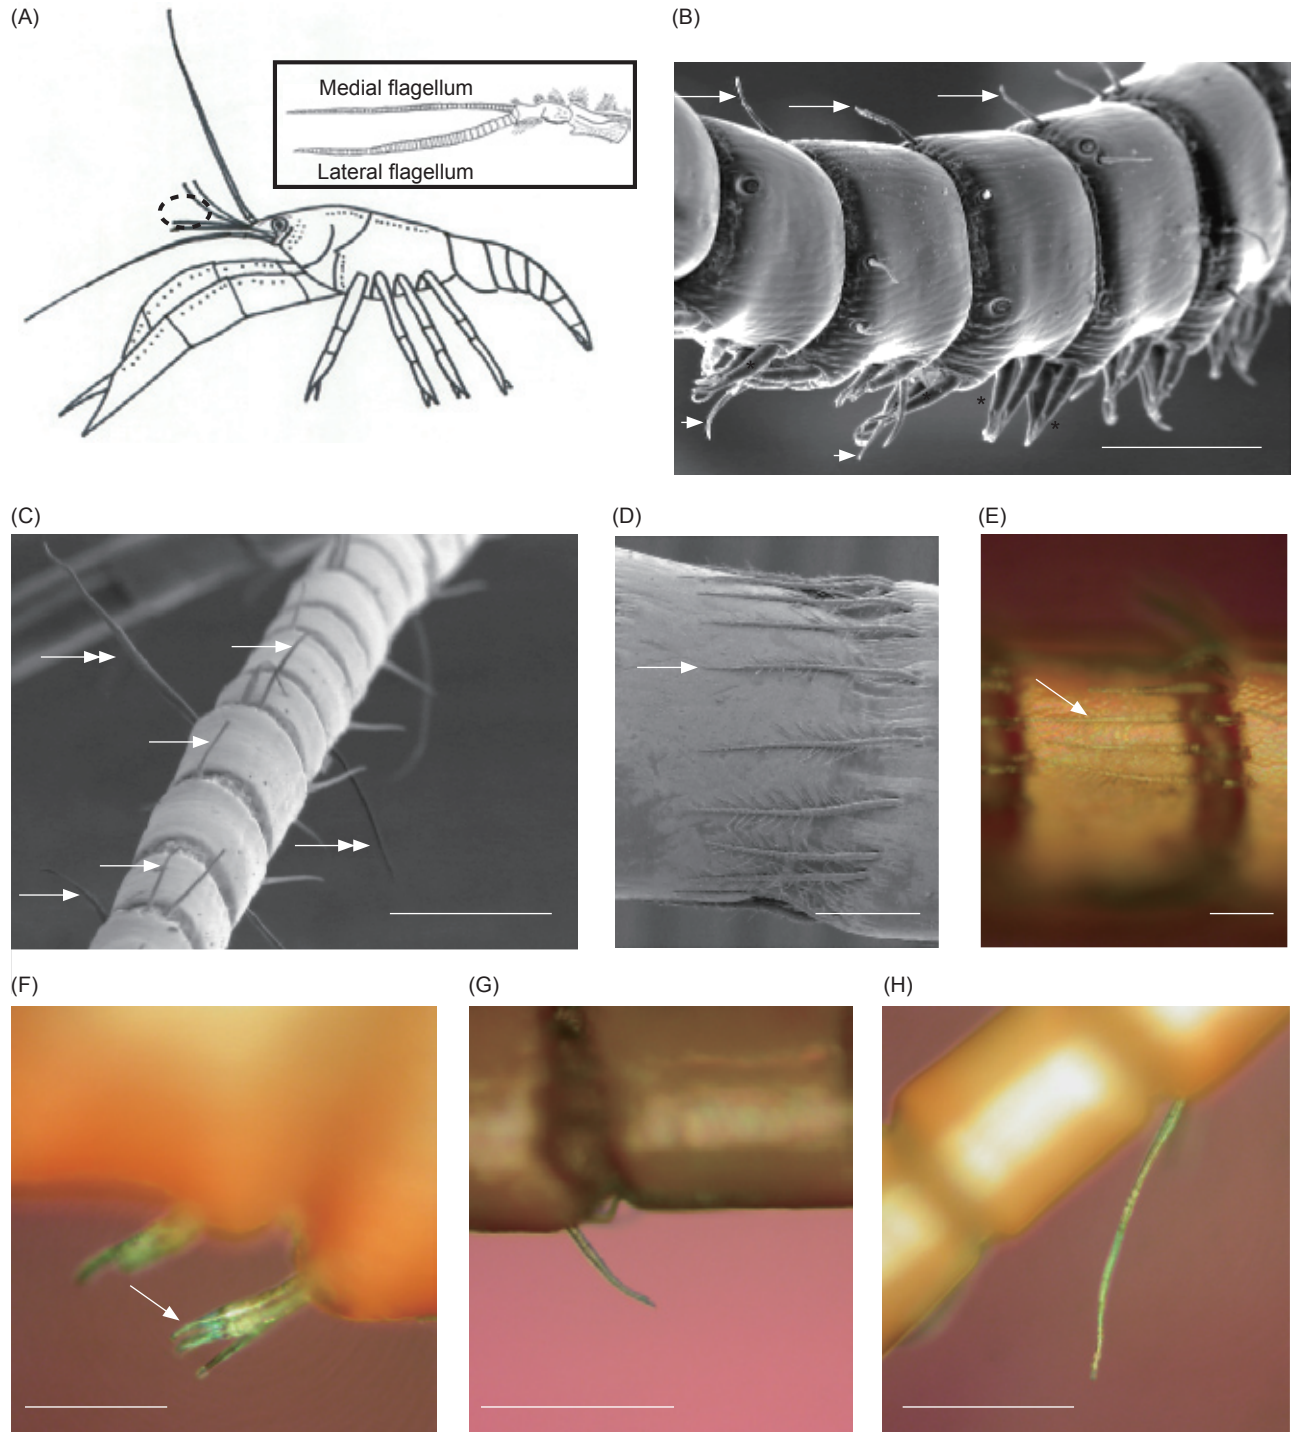 (A)
Medial flagellum
Lateral flagellum
(B)
*
*
*
*
(C)
(D)
(E)
(F)
(G)
(H)